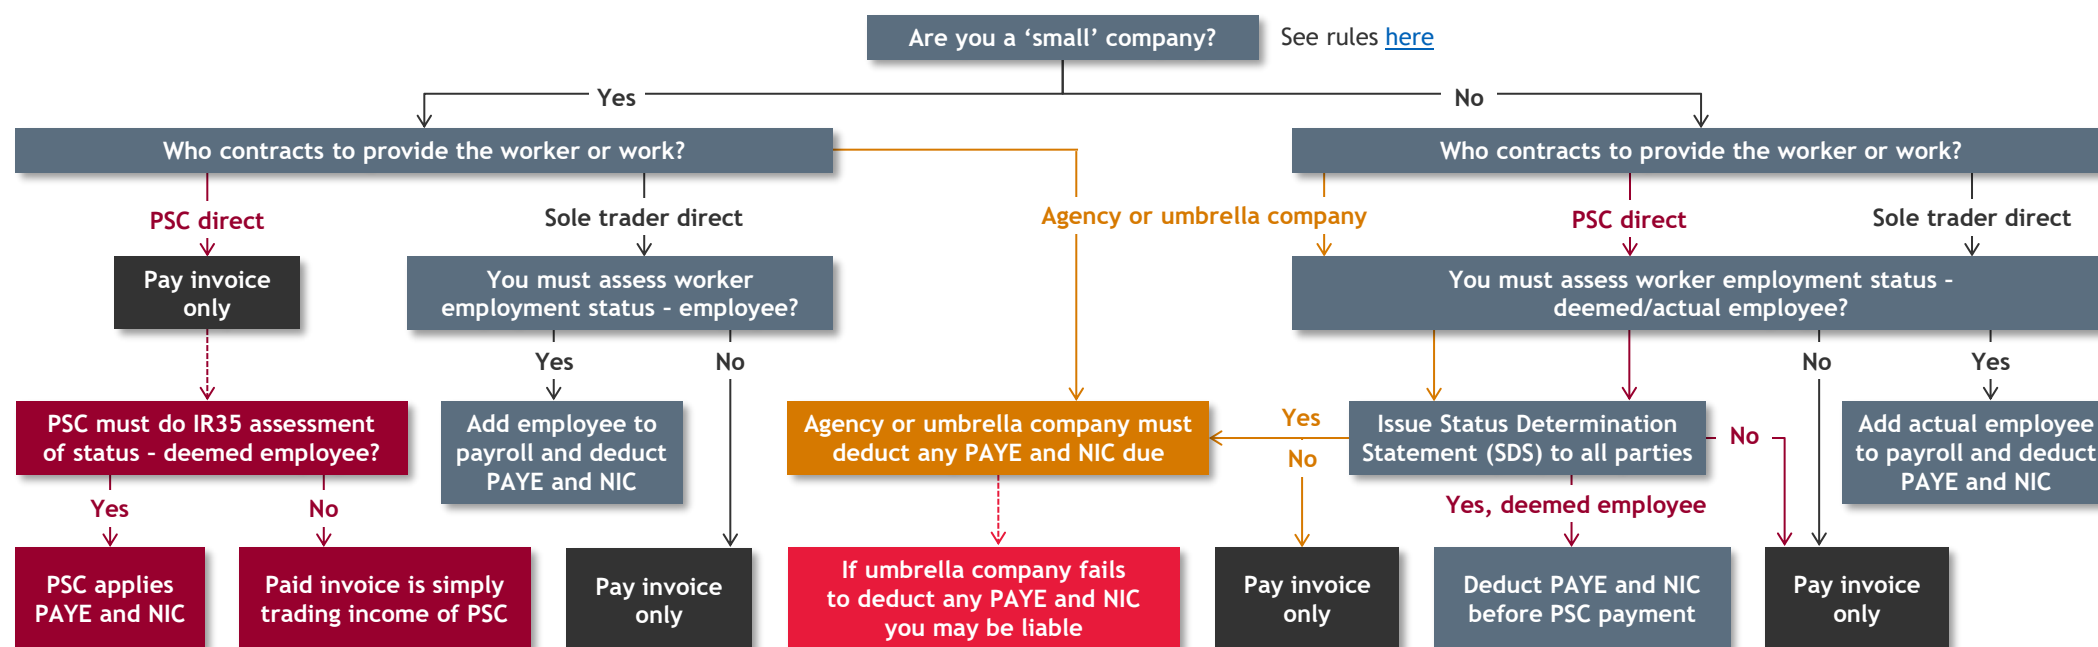 Are you a ‘small’ company?
See rules here
Yes
No
Who contracts to provide the worker or work?
Who contracts to provide the worker or work?
PSC direct
Sole trader direct
Agency or umbrella company
PSC direct
Sole trader direct
Pay invoice
only
You must assess worker
employment status – employee?
You must assess worker employment status –
deemed/actual employee?
Yes
No
No
Yes
PSC must do IR35 assessment
of status – deemed employee?
Add employee to
payroll and deduct
PAYE and NIC
Agency or umbrella company must
deduct any PAYE and NIC due
Yes
No
Issue Status Determination
Statement (SDS) to all parties
No
Add actual employee
to payroll and deduct
PAYE and NIC
Yes
No
Yes, deemed employee
PSC applies
PAYE and NIC
Paid invoice is simply
trading income of PSC
Pay invoice
only
If umbrella company fails
to deduct any PAYE and NIC
you may be liable
Pay invoice
only
Deduct PAYE and NIC
before PSC payment
Pay invoice
only